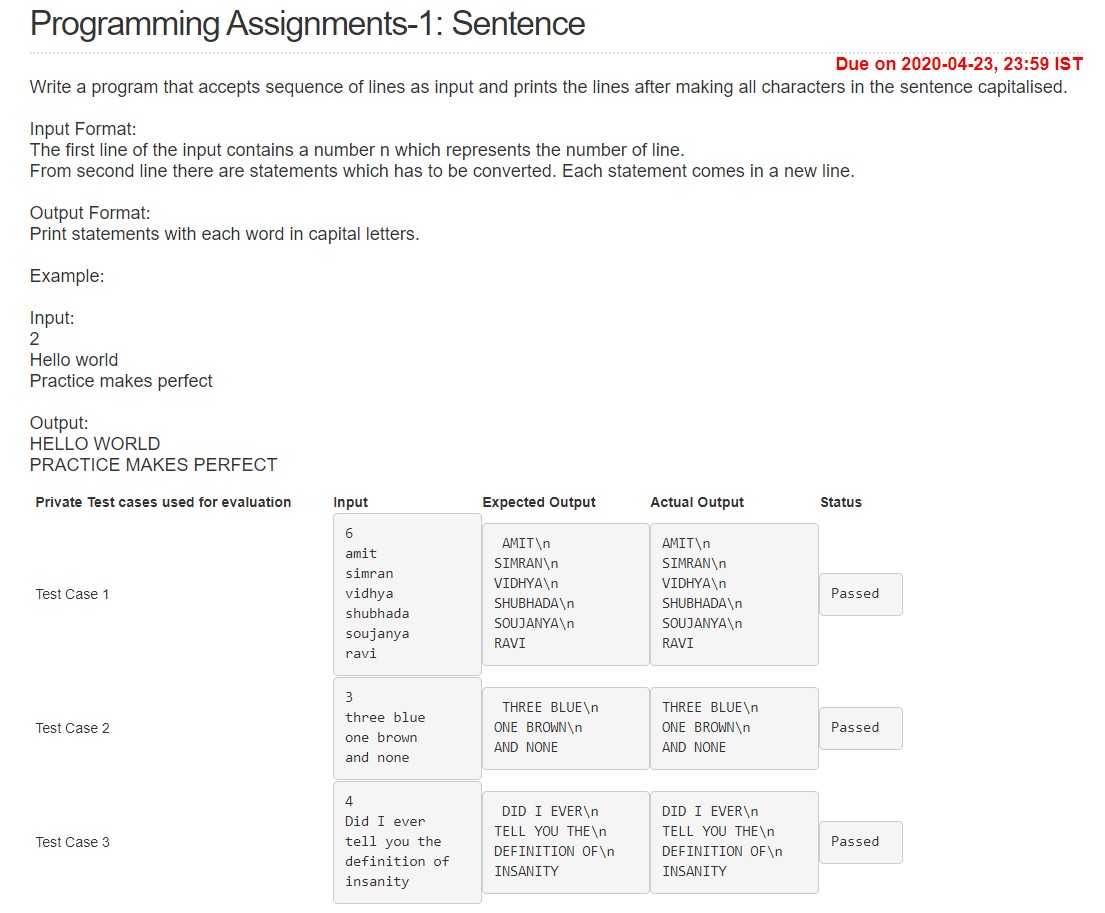 Programming Assignments-1: Sentence
Due on 2020-04-23, 23:59 IST
Write a program that accepts sequence of lines as input and prints the lines after making all characters in the sentence capitalised.
Input Format:
The first line of the input contains a number n which represents the number of line.
From second line there are statements which has to be converted. Each statement comes in a new line.
Output Format:
Print statements with each word in capital letters.
Example:
Input:
2
Hello world
Practice makes perfect
Output:
HELLO WORLD
PRACTICE MAKES PERFECT
Private Test cases used for evaluation Input Expected Output Actual Output Status
Test Case 1
6
amit
simran
vidhya
shubhada
soujanya
ravi
AMIT\n
SIMRAN\n
VIDHYA\n
SHUBHADA\n
SOUJANYA\n
RAVI
AMIT\n
SIMRAN\n
VIDHYA\n
SHUBHADA\n
SOUJANYA\n
RAVI
Passed
Test Case 2
3
three blue
one brown
and none
THREE BLUE\n
ONE BROWN\n
AND NONE
THREE BLUE\n
ONE BROWN\n
AND NONE
Passed
Test Case 3
4
Did I ever
tell you the
definition of
insanity
DID I EVER\n
TELL YOU THE\n
DEFINITION OF\n
INSANITY
DID I EVER\n
TELL YOU THE\n
DEFINITION OF\n
INSANITY
Passed